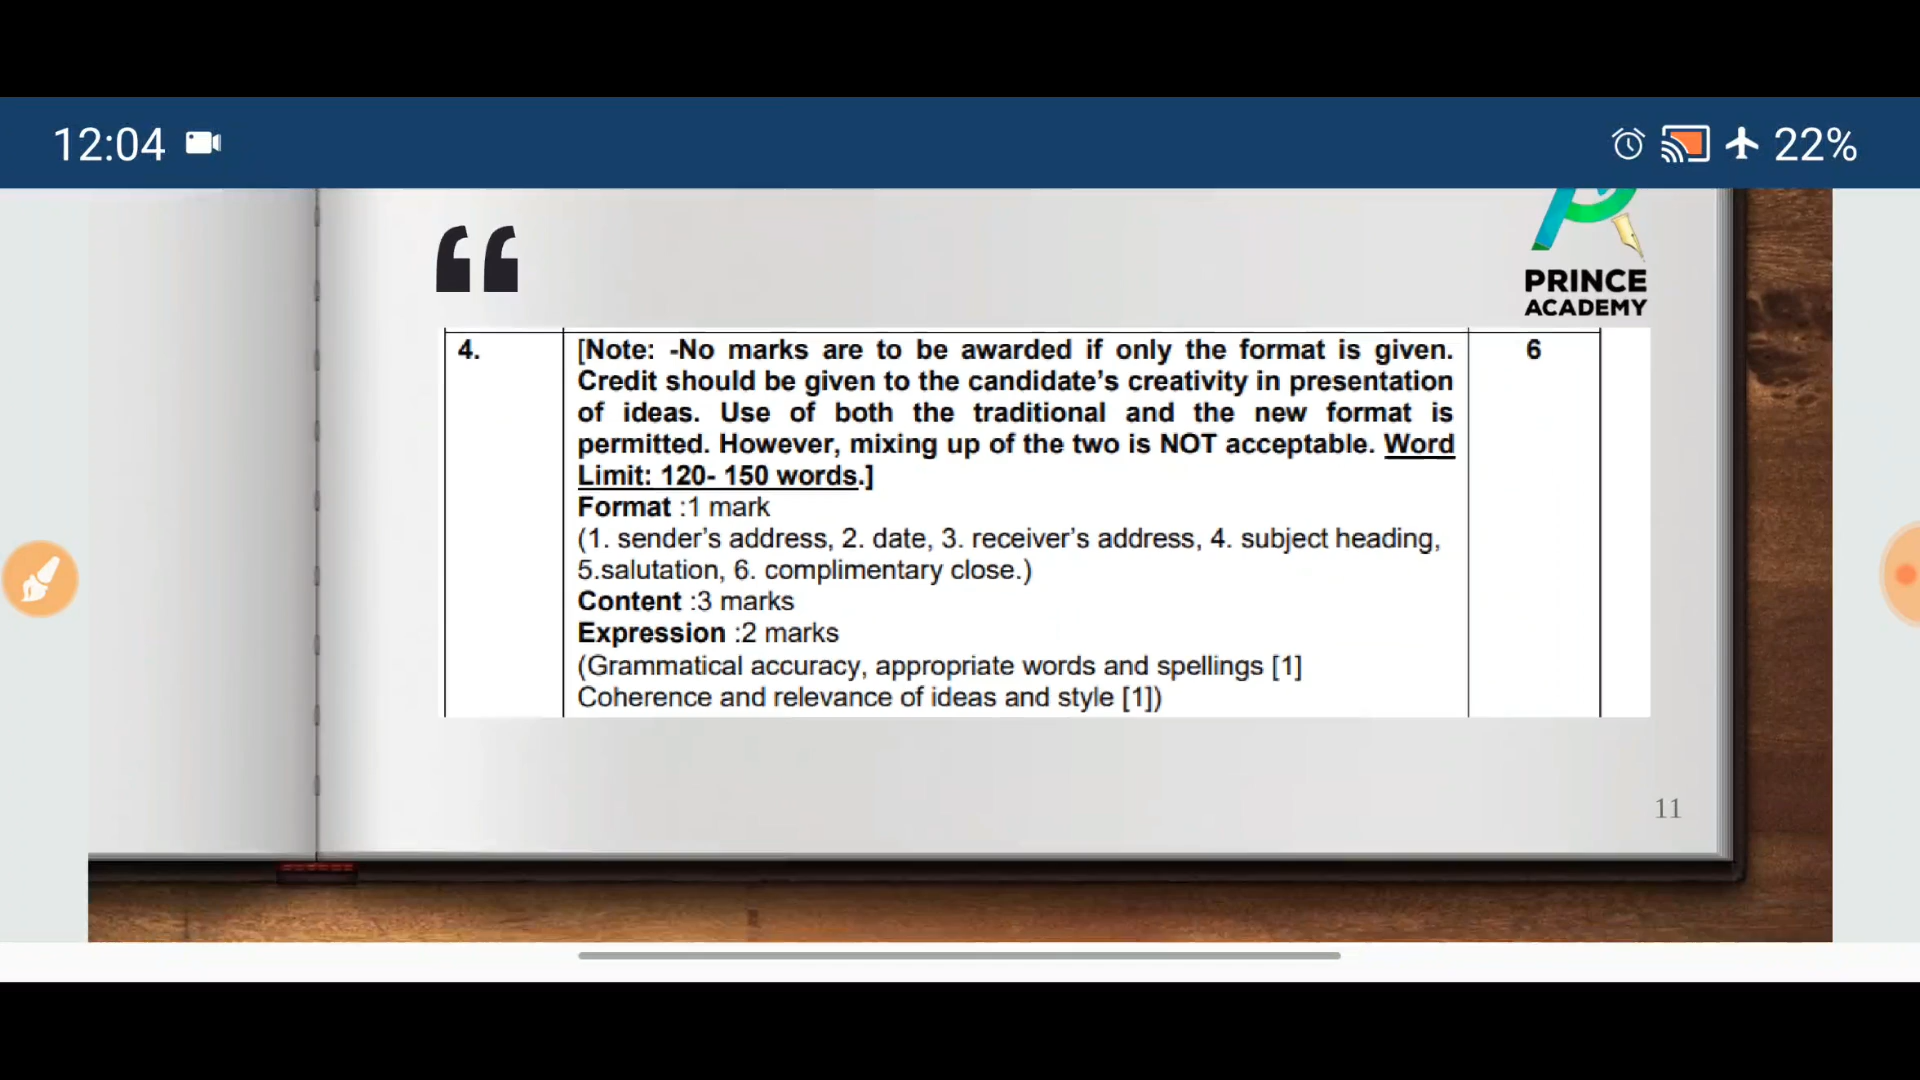 12:04
22%
PRINCE
ACADEMY
4.
[Note: -No marks are to be awarded if only the format is given.
Credit should be given to the candidate's creativity in presentation
of ideas. Use of both the traditional and the new format is
permitted. However, mixing up of the two is NOT acceptable. Word
Limit: 120- 150 words.]
6
Format :1 mark
(1. sender's address, 2. date, 3. receiver's address, 4. subject heading,
5.salutation, 6. complimentary close.)
Content :3 marks
Expression :2 marks
(Grammatical accuracy, appropriate words and spellings [1]
Coherence and relevance of ideas and style [1])
11